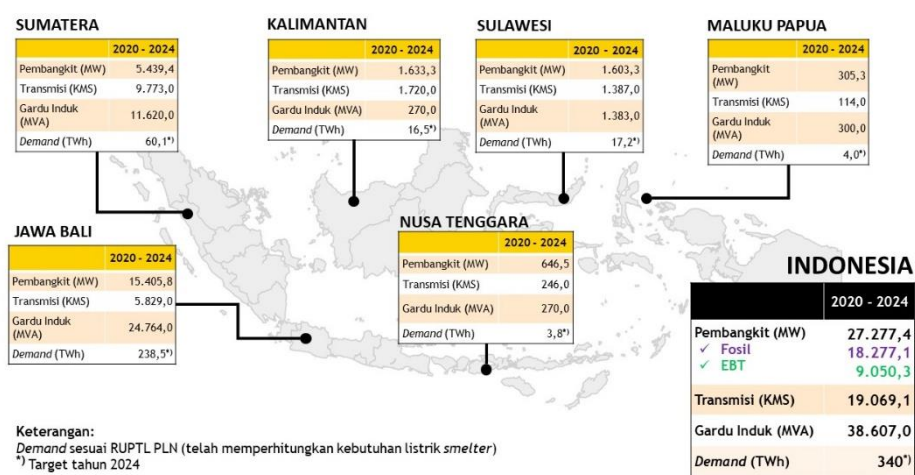 SUMATERA
2020 - 2024
Pembangkit (MW) 5.439,4
Transmisi (KMS) 9.773,0
Gardu Induk (MVA) 11.620,0
Demand (TWh) 60,1*)
KALIMANTAN
2020 - 2024
Pembangkit (MW) 1.633,3
Transmisi (KMS) 1.720,0
Gardu Induk (MVA) 270,0
Demand (TWh) 16,5*)
SULAWESI
2020 - 2024
Pembangkit (MW) 1.603,3
Transmisi (KMS) 1.387,0
Gardu Induk (MVA) 1.383,0
Demand (TWh) 17,2*)
MALUKU PAPUA
2020 - 2024
Pembangkit (MW) 305,3
Transmisi (KMS) 114,0
Gardu Induk (MVA) 300,0
Demand (TWh) 4,0*)
JAWA BALI
2020 - 2024
Pembangkit (MW) 15.405,8
Transmisi (KMS) 5.829,0
Gardu Induk (MVA) 24.764,0
Demand (TWh) 238,5*)
NUSA TENGGARA
2020 - 2024
Pembangkit (MW) 646,5
Transmisi (KMS) 246,0
Gardu Induk (MVA) 270,0
Demand (TWh) 3,8*)
INDONESIA
2020 - 2024
Pembangkit (MW) 27.277,4
✓ Fosil 18.277,1
✓ EBT 9.050,3
Transmisi (KMS) 19.069,1
Gardu Induk (MVA) 38.607,0
Demand (TWh) 340*)
Keterangan:
Demand sesuai RUPTL PLN (telah memperhitungkan kebutuhan listrik smelter)
*) Target tahun 2024